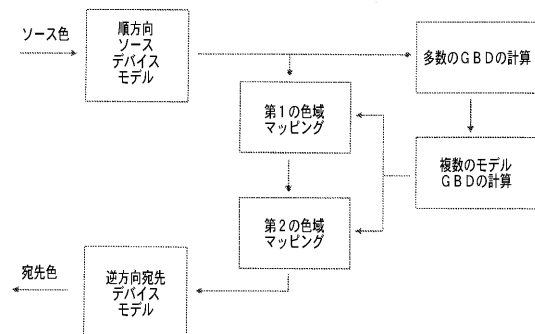 ソース色
順方向
ソース
デバイス
モデル
多数のGBDの計算
第1の色域
マッピング
複数のモデル
GBDの計算
第2の色域
マッピング
宛先色
逆方向宛先
デバイス
モデル